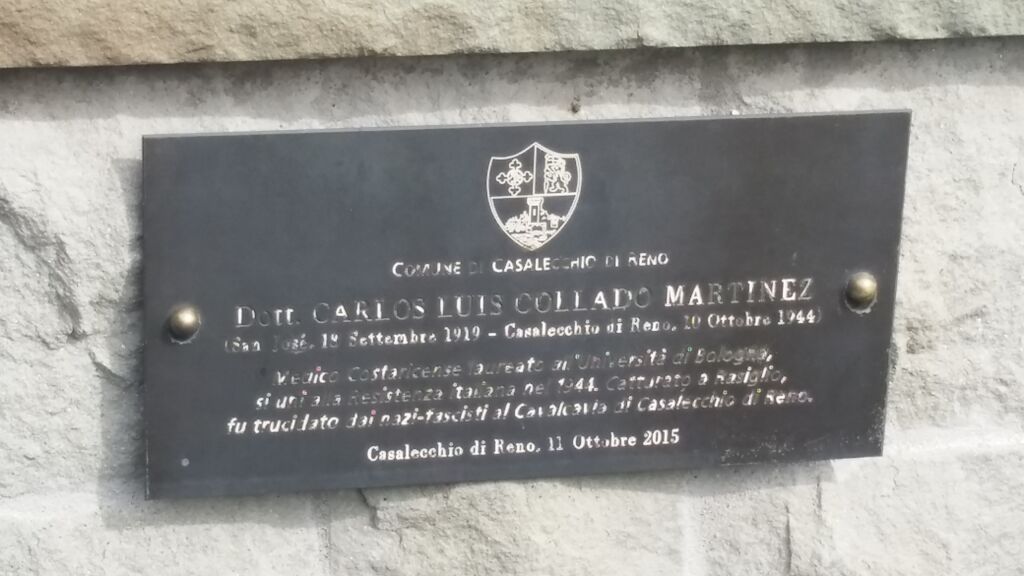 COMUNE DI CASALECCHIO DI RENO
Dott. CARLOS LUIS COLLADO MARTINEZ
(San José, 18 Settembre 1919 - Casalecchio di Reno, 10 Ottobre 1944)
Medico Costaricense laureato all'Università di Bologna,
si unì alla Resistenza italiana nel 1944. Catturato a Rasiglio,
fu trucidato dai nazi-fascisti al Cavalcavia di Casalecchio di Reno.
Casalecchio di Reno, 11 Ottobre 2015